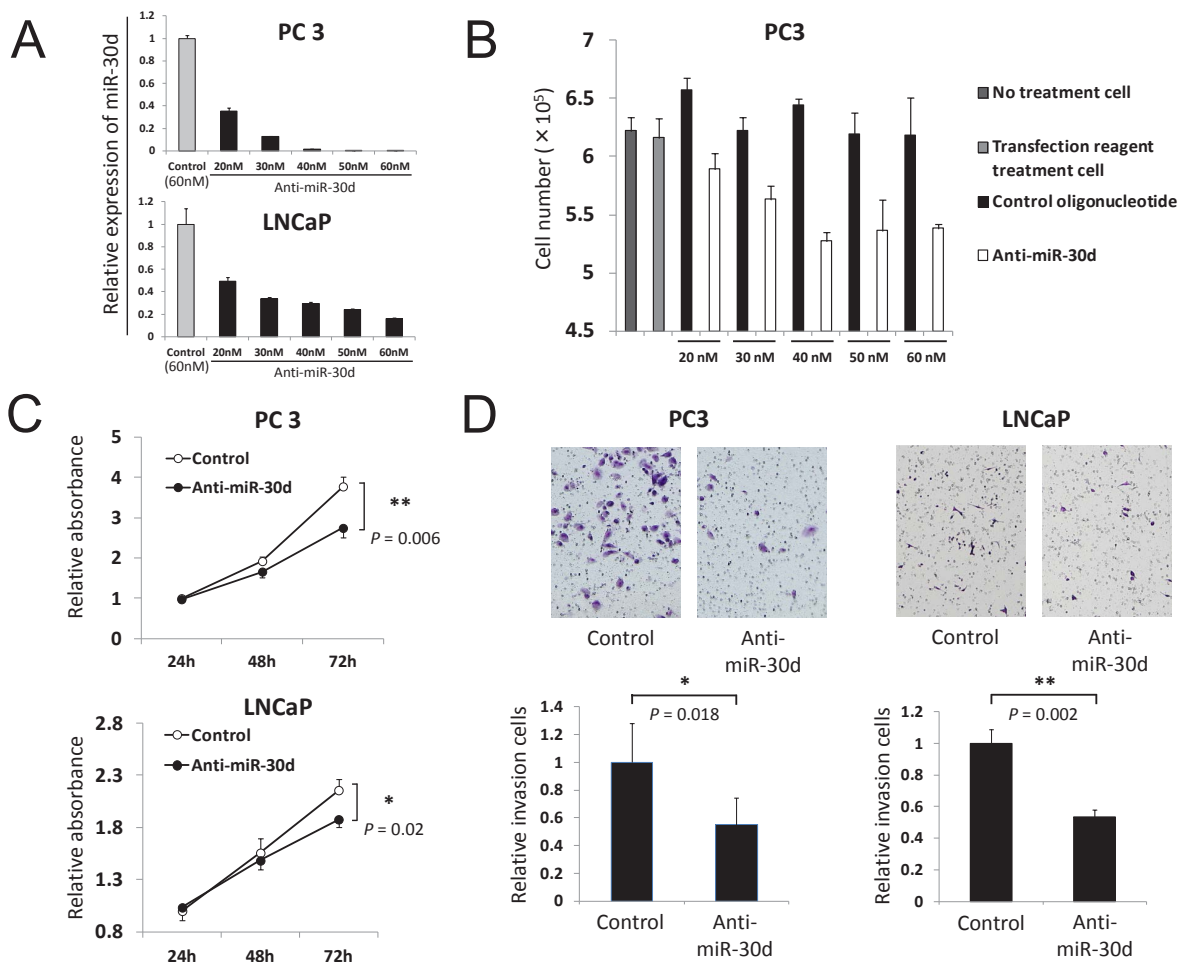 A
Relative expression of miR-30d
PC 3
1.2
1
0.8
0.6
0.4
0.2
0
Control 20nM 30nM 40nM 50nM 60nM
(60nM)
Anti-miR-30d
LNCaP
1.2
1
0.8
0.6
0.4
0.2
0
Control 20nM 30nM 40nM 50nM 60nM
(60nM)
Anti-miR-30d
B
PC3
Cell number ( × 10⁵)
7
6.5
6
5.5
5
4.5
20 nM 30 nM 40 nM 50 nM 60 nM
No treatment cell
Transfection reagent
treatment cell
Control oligonucleotide
Anti-miR-30d
C
PC 3
Relative absorbance
5
4
3
2
1
0
Control
Anti-miR-30d
**
P = 0.006
24h 48h 72h
LNCaP
Relative absorbance
2.8
2.3
1.8
1.3
0.8
Control
Anti-miR-30d
*
P = 0.02
24h 48h 72h
D
PC3
Control
Anti-
miR-30d
*
P = 0.018
Relative invasion cells
1.4
1.2
1
0.8
0.6
0.4
0.2
0
Control
Anti-
miR-30d
LNCaP
Control
Anti-
miR-30d
**
P = 0.002
Relative invasion cells
1.2
1
0.8
0.6
0.4
0.2
0
Control
Anti-
miR-30d